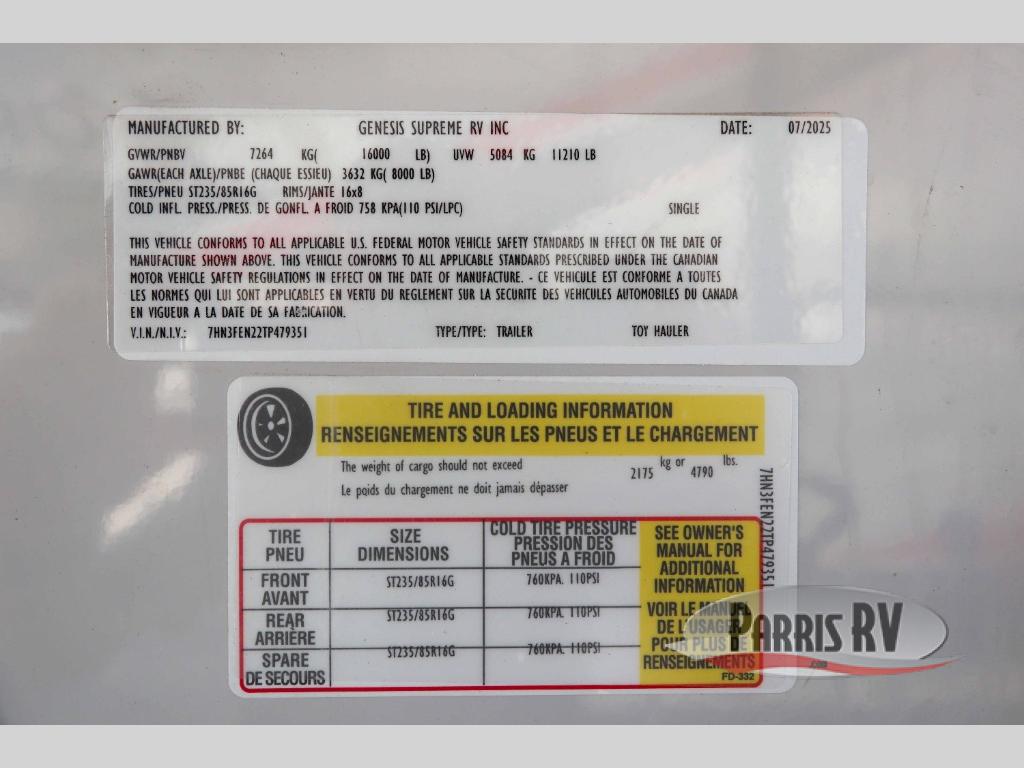 MANUFACTURED BY: GENESIS SUPREME RV INC DATE: 07/2025
GVWR/PNBV 7264 KG( 16000 LB) UVW 5084 KG 11210 LB
GAWR(EACH AXLE)/PNBE (CHAQUE ESSIEU) 3632 KG( 8000 LB)
TIRES/PNEU ST235/85R16G RIMS/JANTE 16x8
COLD INFL. PRESS./PRESS. DE GONFL. A FROID 758 KPA(110 PSI/LPC) SINGLE
THIS VEHICLE CONFORMS TO ALL APPLICABLE U.S. FEDERAL MOTOR VEHICLE SAFETY STANDARDS IN EFFECT ON THE DATE OF
MANUFACTURE SHOWN ABOVE. THIS VEHICLE CONFORMS TO ALL APPLICABLE STANDARDS PRESCRIBED UNDER THE CANADIAN
MOTOR VEHICLE SAFETY REGULATIONS IN EFFECT ON THE DATE OF MANUFACTURE. - CE VEHICULE EST CONFORME A TOUTES
LES NORMES QUI LUI SONT APPLICABLES EN VERTU DU REGLEMENT SUR LA SECURITE DES VEHICULES AUTOMOBILES DU CANADA
EN VIGUEUR A LA DATE DE SA FABRICATION.
V.I.N./N.I.V.: 7HN3FEN22TP479351 TYPE/TYPE: TRAILER TOY HAULER
TIRE AND LOADING INFORMATION
RENSEIGNEMENTS SUR LES PNEUS ET LE CHARGEMENT
The weight of cargo should not exceed 2175 kg or 4790 lbs.
Le poids du chargement ne doit jamais dépasser
7HN3FEN22TP479351
TIRE
PNEU
SIZE
DIMENSIONS
COLD TIRE PRESSURE
PRESSION DES
PNEUS A FROID
FRONT
AVANT
ST235/85R16G 760KPA. 110PSI
REAR
ARRIÈRE
ST235/85R16G 760KPA. 110PSI
SPARE
DE SECOURS
ST235/85R16G 760KPA. 110PSI
SEE OWNER'S
MANUAL FOR
ADDITIONAL
INFORMATION
VOIR LE MANUEL
DE L'USAGER
POUR PLUS DE
RENSEIGNEMENTS
FD-332
PARRIS RV
.com